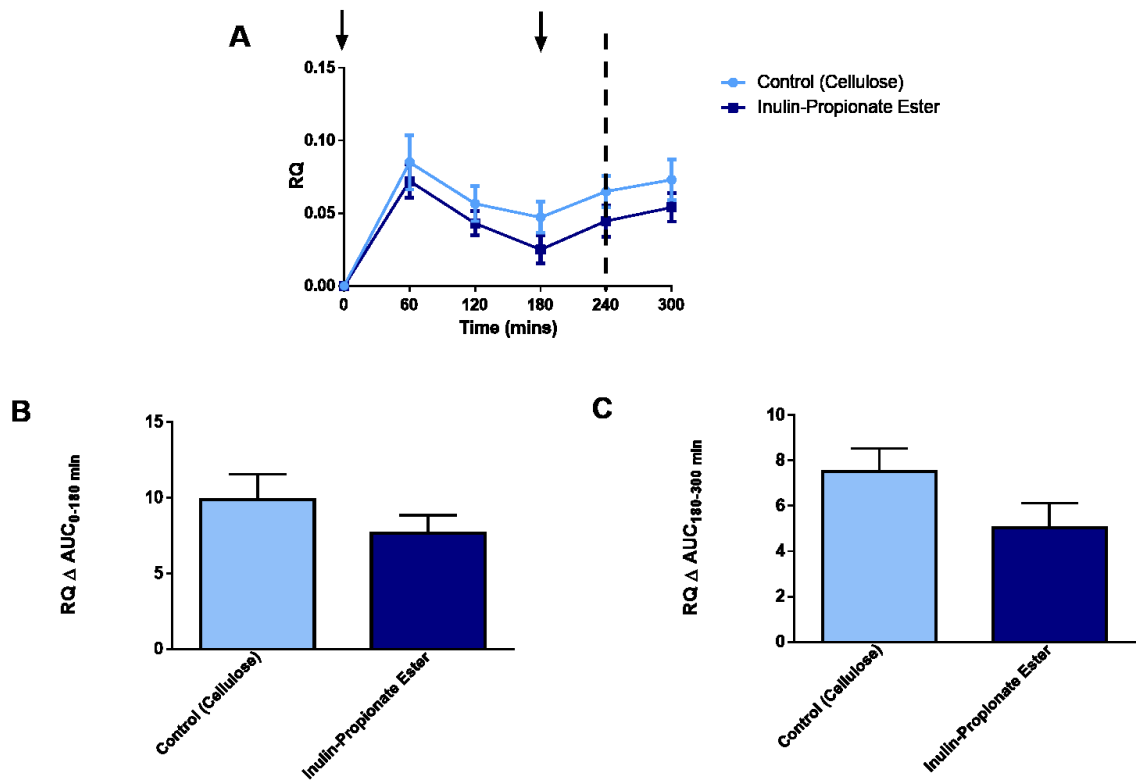 A
0.15
0.10
0.05
0.00
RQ
0 60 120 180 240 300
Time (mins)
Control (Cellulose)
Inulin-Propionate Ester
B
15
10
5
0
RQ Δ AUC0-180 min
Control (Cellulose)
Inulin-Propionate Ester
C
10
8
6
4
2
0
RQ Δ AUC180-300 min
Control (Cellulose)
Inulin-Propionate Ester